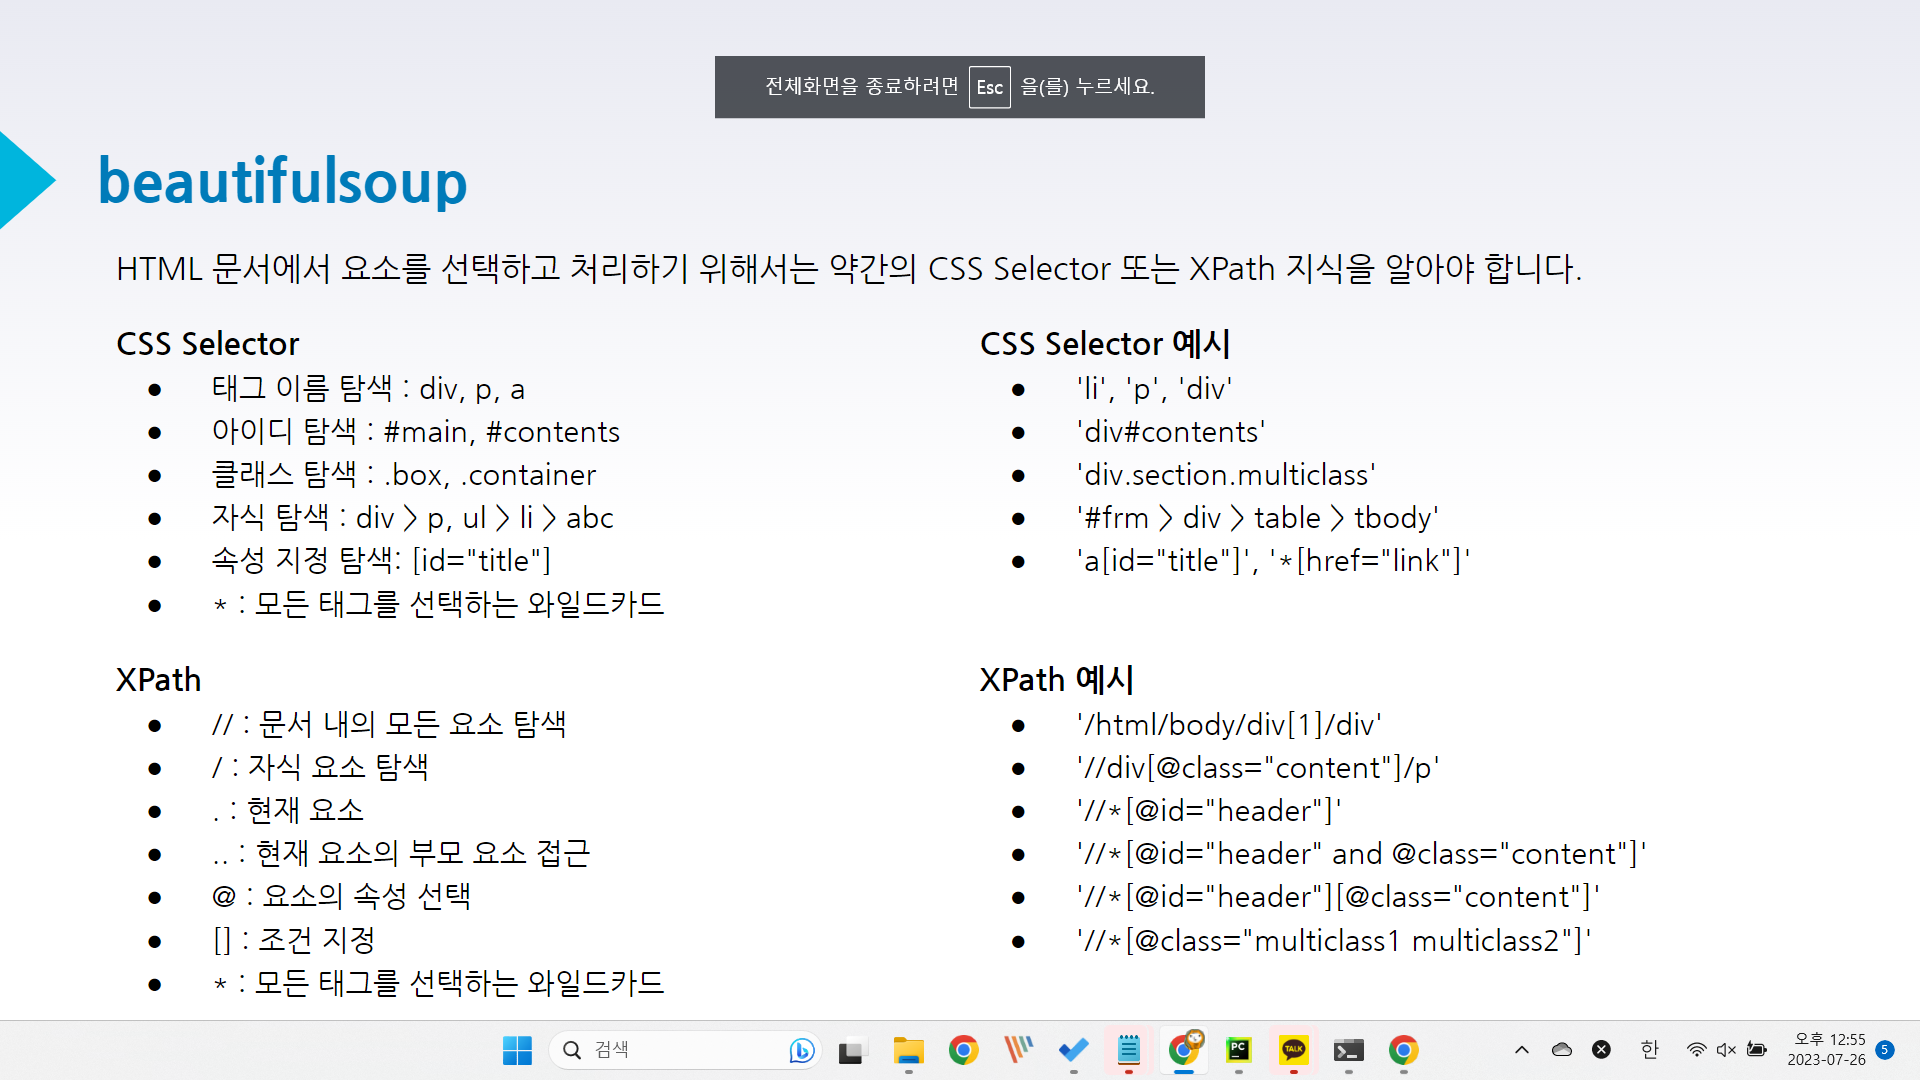 전체화면을 종료하려면 Esc 을(를) 누르세요.
beautifulsoup
HTML 문서에서 요소를 선택하고 처리하기 위해서는 약간의 CSS Selector 또는 XPath 지식을 알아야 합니다.
CSS Selector
● 태그 이름 탐색 : div, p, a
● 아이디 탐색 : #main, #contents
● 클래스 탐색 : .box, .container
● 자식 탐색 : div > p, ul > li > abc
● 속성 지정 탐색: [id="title"]
● * : 모든 태그를 선택하는 와일드카드
CSS Selector 예시
● 'li', 'p', 'div'
● 'div#contents'
● 'div.section.multiclass'
● '#frm > div > table > tbody'
● 'a[id="title"]', '*[href="link"]'
XPath
● // : 문서 내의 모든 요소 탐색
● / : 자식 요소 탐색
● . : 현재 요소
● .. : 현재 요소의 부모 요소 접근
● @ : 요소의 속성 선택
● [] : 조건 지정
● * : 모든 태그를 선택하는 와일드카드
XPath 예시
● '/html/body/div[1]/div'
● '//div[@class="content"]/p'
● '//*[@id="header"]'
● '//*[@id="header" and @class="content"]'
● '//*[@id="header"][@class="content"]'
● '//*[@class="multiclass1 multiclass2"]'
검색
PC
TALK
한
오후 12:55
2023-07-26
5